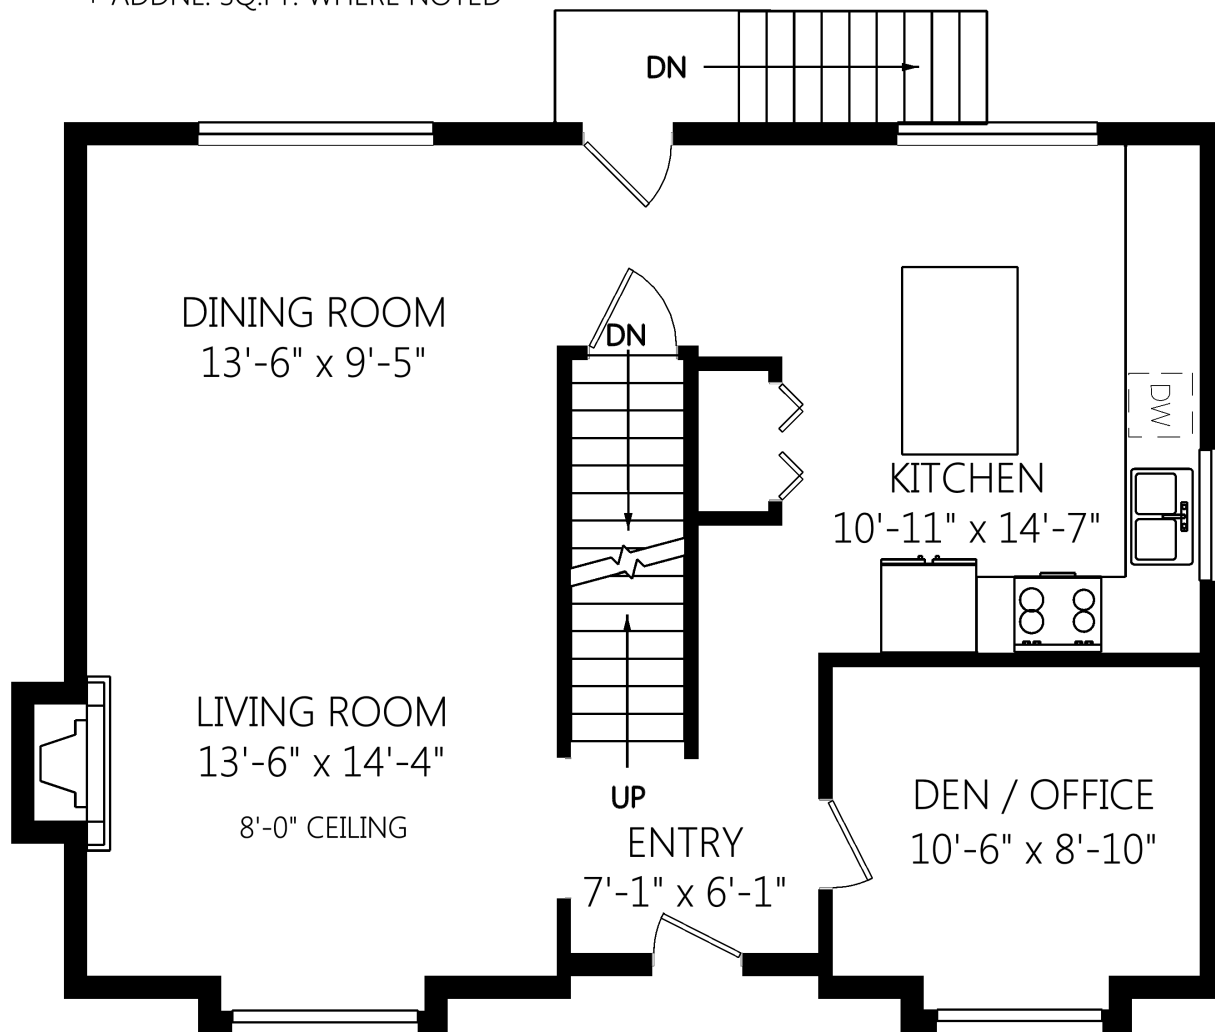 DN
DINING ROOM
13'-6" x 9'-5"
DN
DW
KITCHEN
10'-11" x 14'-7"
LIVING ROOM
13'-6" x 14'-4"
8'-0" CEILING
UP
ENTRY
7'-1" x 6'-1"
DEN / OFFICE
10'-6" x 8'-10"